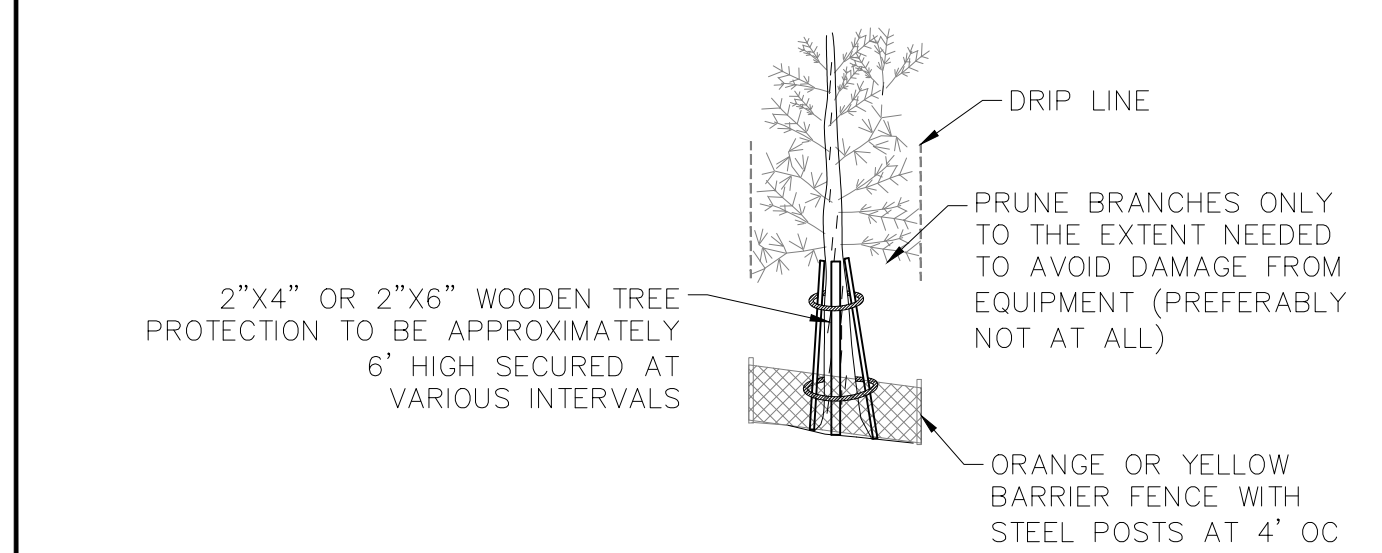 DRIP LINE
PRUNE BRANCHES ONLY
TO THE EXTENT NEEDED
TO AVOID DAMAGE FROM
EQUIPMENT (PREFERABLY
NOT AT ALL)
2"X4" OR 2"X6" WOODEN TREE
PROTECTION TO BE APPROXIMATELY
6' HIGH SECURED AT
VARIOUS INTERVALS
ORANGE OR YELLOW
BARRIER FENCE WITH
STEEL POSTS AT 4' OC